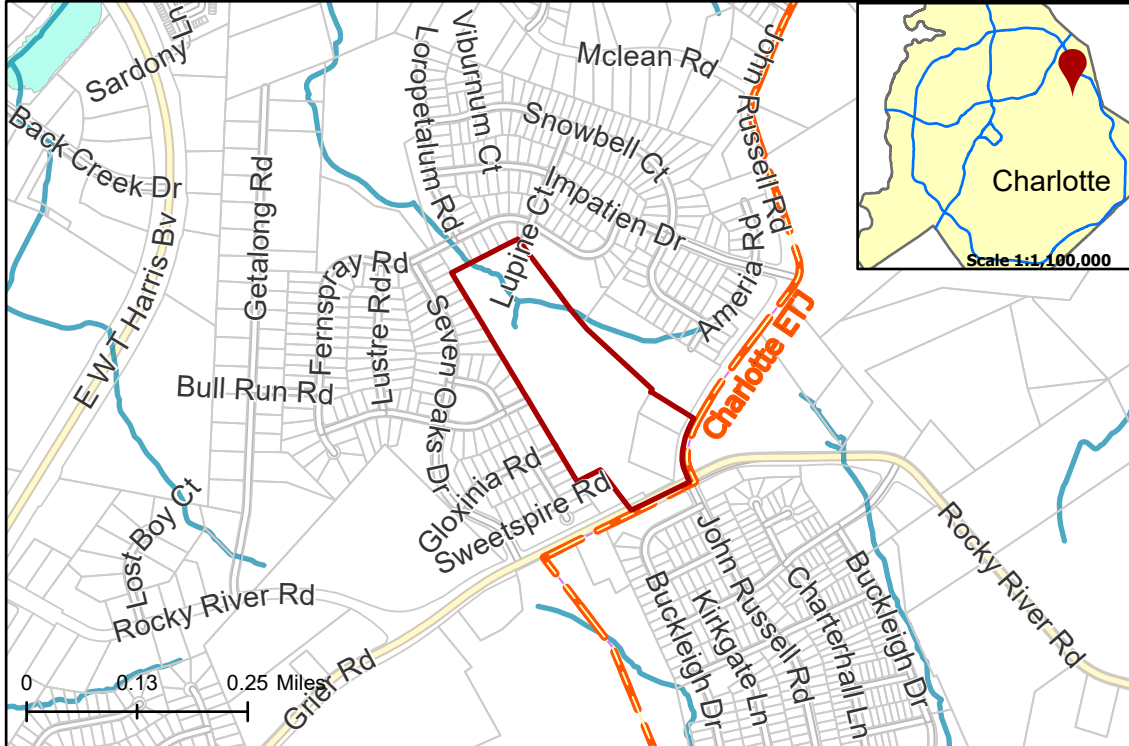 Ln
Sardony
Back Creek Dr
E W T Harris Bv
Getalong Rd
Loropetalum Rd
Viburnum Ct
Mclean Rd
Snowbell Ct
John Russell Rd
Impatien Dr
Lupine Ct
Ameria Rd
Charlotte ETJ
Fernspray Rd
Lustre Rd
Seven Oaks Dr
Bull Run Rd
Gloxinia Rd
Sweetspire Rd
Lost Boy Ct
Rocky River Rd
Grier Rd
Buckleigh Dr
Kirkgate Ln
John Russell Rd
Charterhall Ln
Buckleigh Dr
Rocky River Rd
0 0.13 0.25 Miles
Charlotte
Scale 1:1,100,000